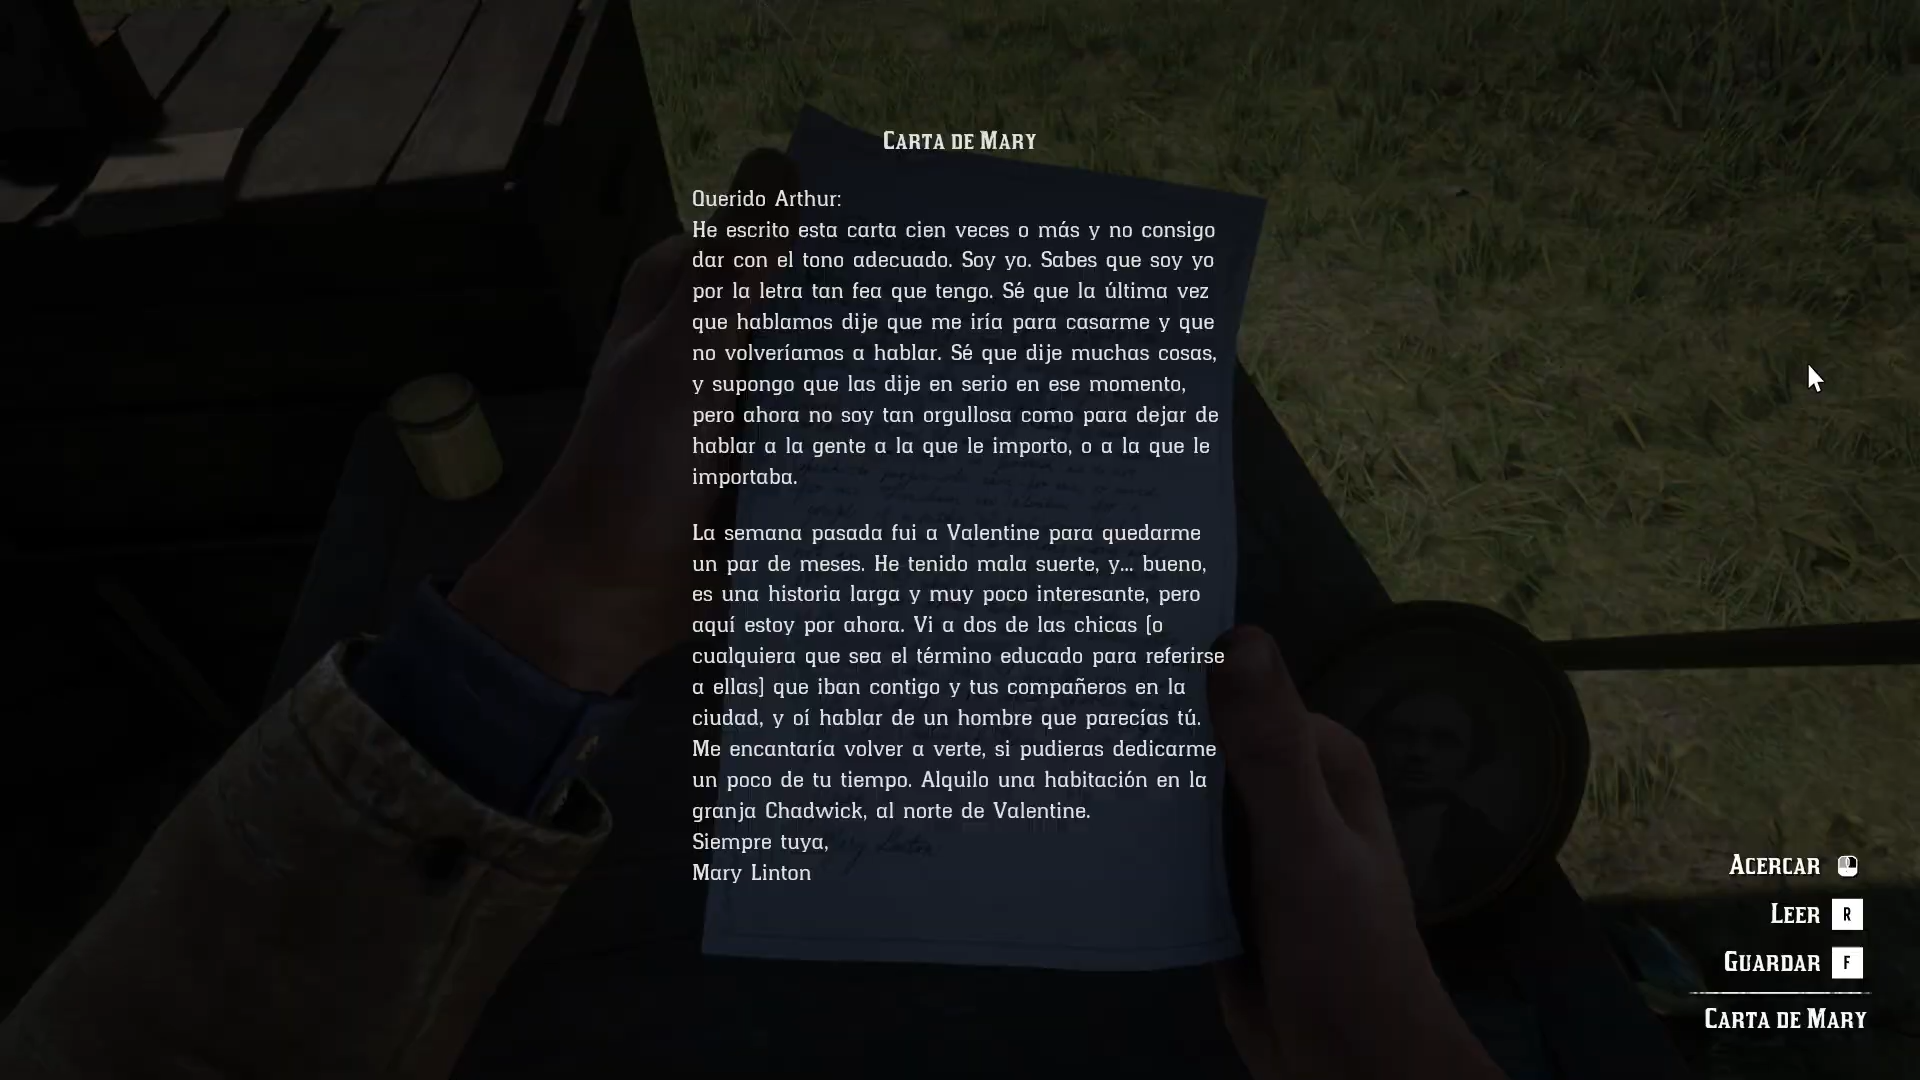 Carta de Mary
Querido Arthur:
He escrito esta carta cien veces o más y no consigo
dar con el tono adecuado. Soy yo. Sabes que soy yo
por la letra tan fea que tengo. Sé que la última vez
que hablamos dije que me iría para casarme y que
no volveríamos a hablar. Sé que dije muchas cosas,
y supongo que las dije en serio en ese momento,
pero ahora no soy tan orgullosa como para dejar de
hablar a la gente a la que le importo, o a la que le
importaba.
La semana pasada fui a Valentine para quedarme
un par de meses. He tenido mala suerte, y... bueno,
es una historia larga y muy poco interesante, pero
aquí estoy por ahora. Vi a dos de las chicas (o
cualquiera que sea el término educado para referirse
a ellas) que iban contigo y tus compañeros en la
ciudad, y oí hablar de un hombre que parecías tú.
Me encantaría volver a verte, si pudieras dedicarme
un poco de tu tiempo. Alquilo una habitación en la
granja Chadwick, al norte de Valentine.
Siempre tuya,
Mary Linton
Acercar
Leer R
Guardar F
Carta de Mary